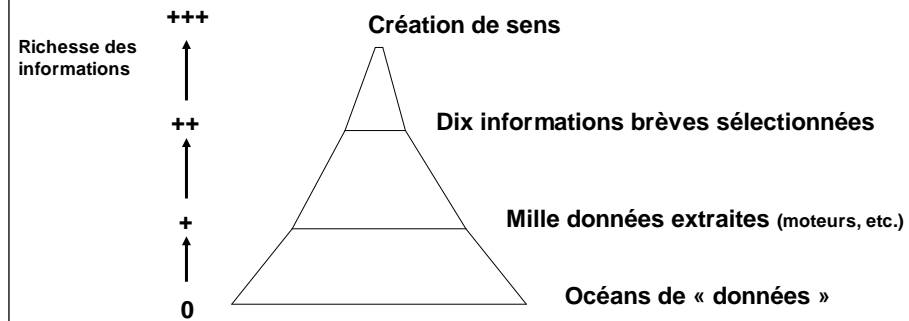 +++
Création de sens
Richesse des
informations
++
Dix informations brèves sélectionnées
+
Mille données extraites (moteurs, etc.)
Océans de « données »
0